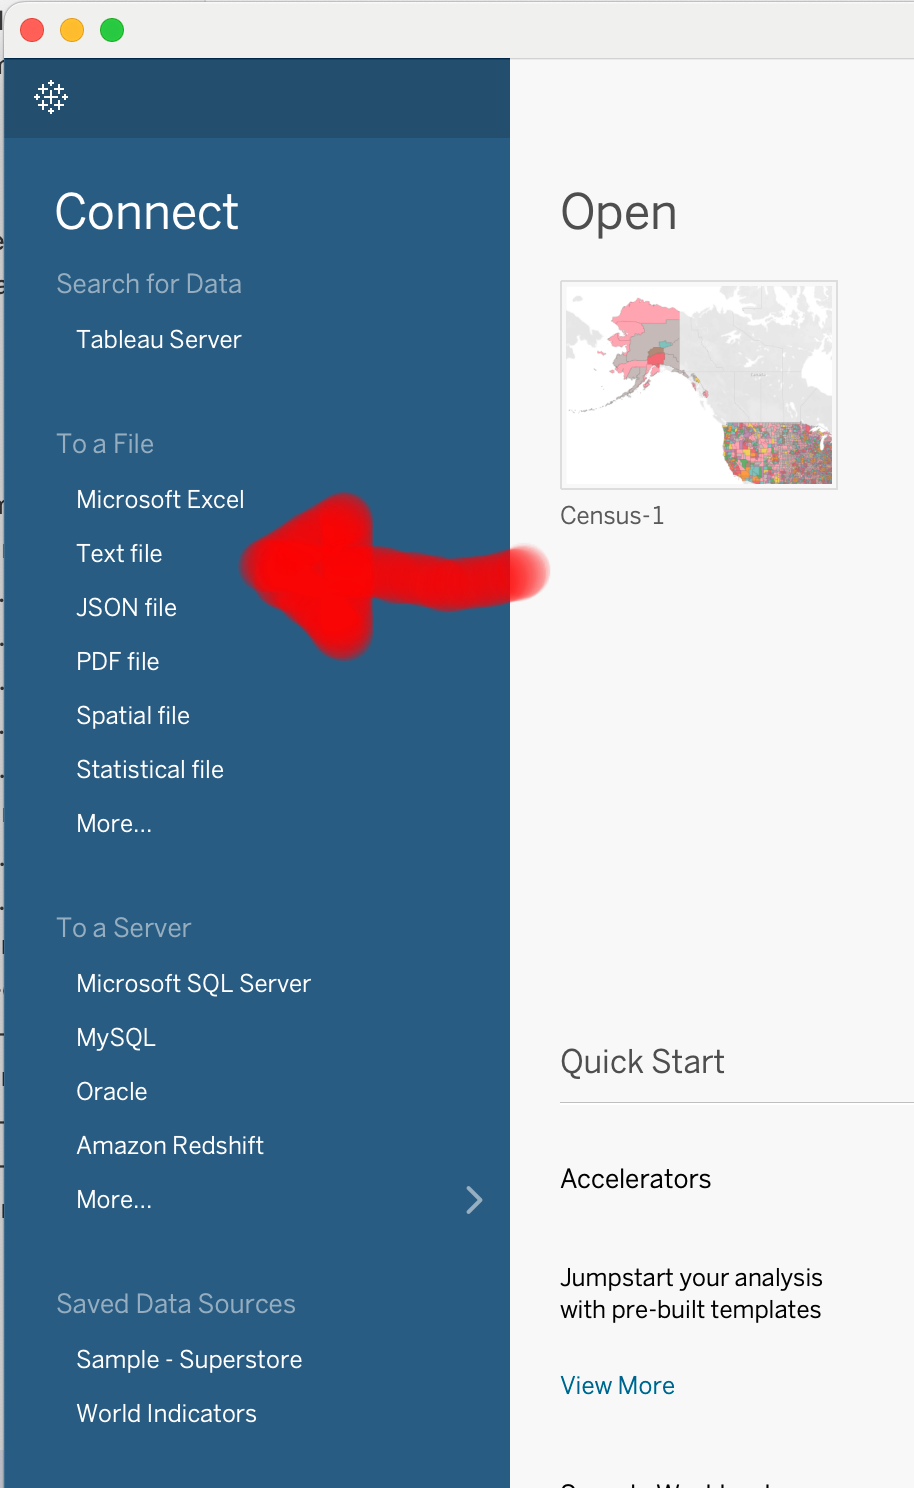 Connect
Search for Data
Tableau Server
To a File
Microsoft Excel
Text file
JSON file
PDF file
Spatial file
Statistical file
More...
To a Server
Microsoft SQL Server
MySQL
Oracle
Amazon Redshift
More...
Saved Data Sources
Sample - Superstore
World Indicators
Open
Census-1
Quick Start
Accelerators
Jumpstart your analysis
with pre-built templates
View More